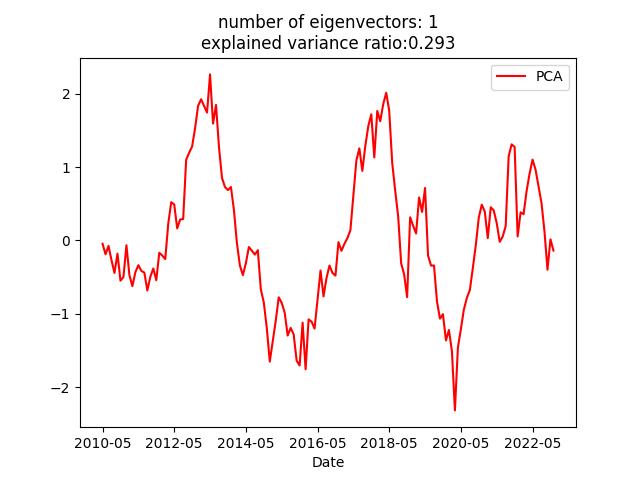 number of eigenvectors: 1
explained variance ratio:0.293
PCA
2
1
0
−1
−2
2010-05 2012-05 2014-05 2016-05 2018-05 2020-05 2022-05
Date